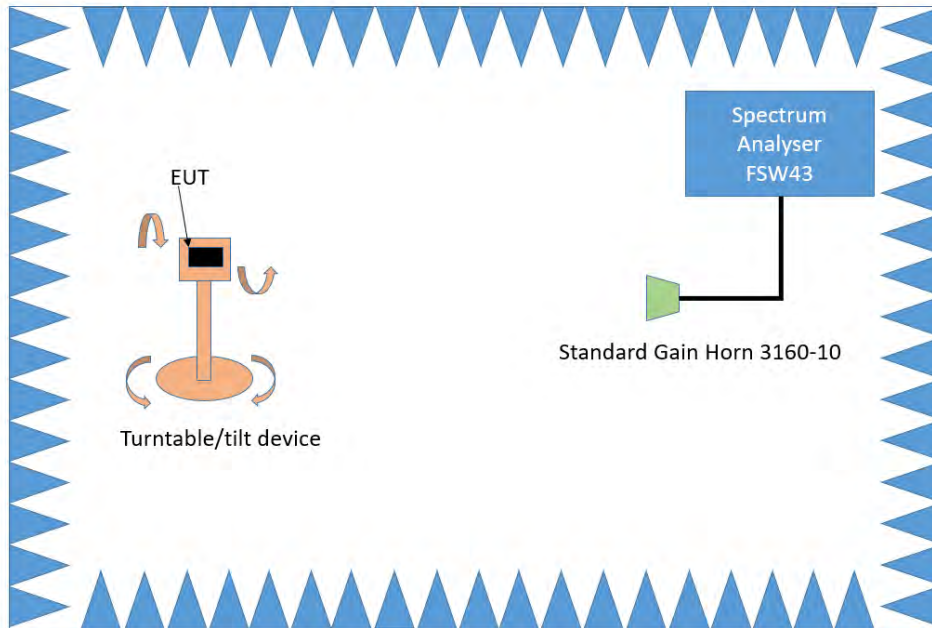 Spectrum
Analyser
FSW43
EUT
Standard Gain Horn 3160-10
Turntable/tilt device